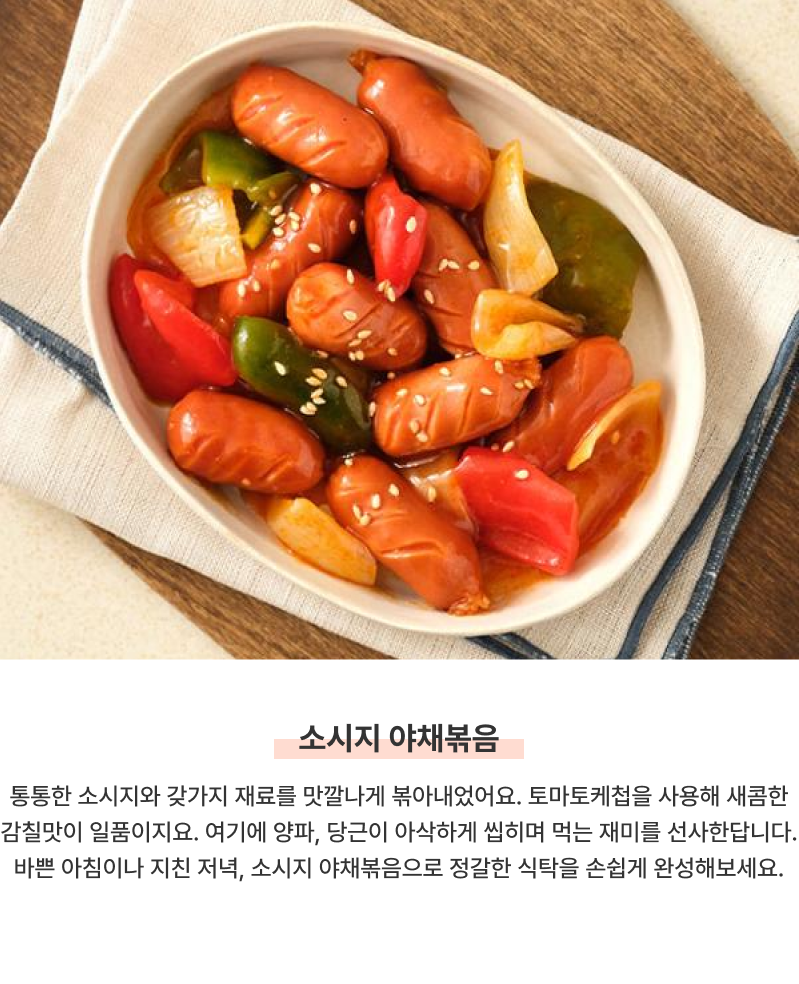 소시지 야채볶음
통통한 소시지와 갖가지 재료를 맛깔나게 볶아내었어요. 토마토케첩을 사용해 새콤한
감칠맛이 일품이지요. 여기에 양파, 당근이 아삭하게 씹히며 먹는 재미를 선사한답니다.
바쁜 아침이나 지친 저녁, 소시지 야채볶음으로 정갈한 식탁을 손쉽게 완성해보세요.